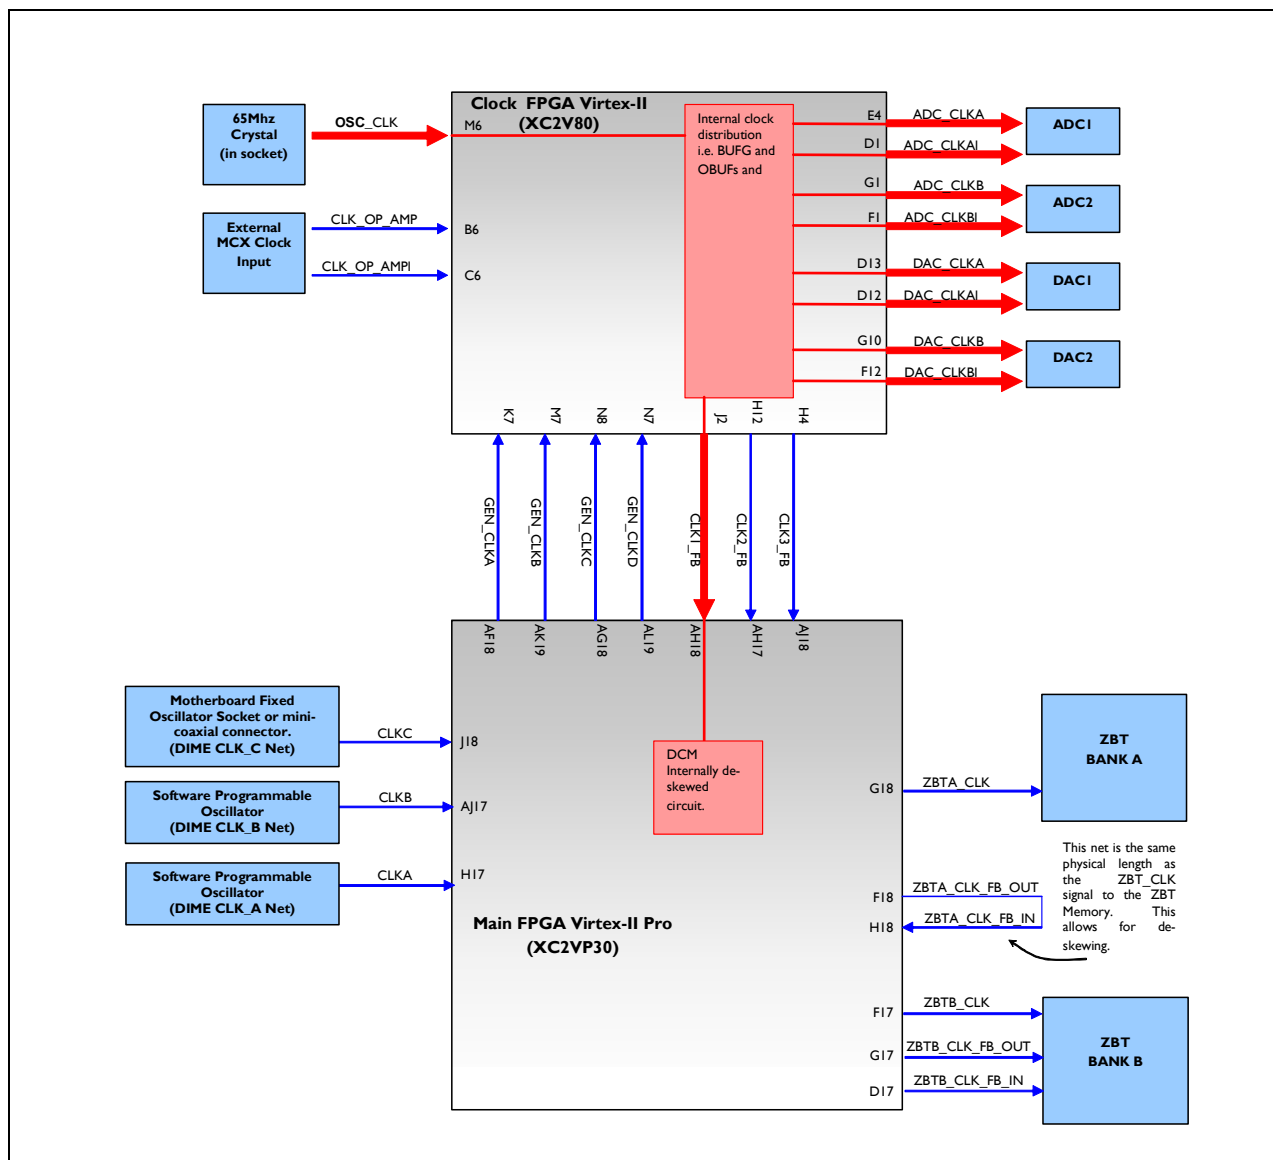 Clock FPGA Virtex-II
(XC2V80)
65Mhz
Crystal
(in socket)
OSC_CLK
M6
External
MCX Clock
Input
CLK_OP_AMP
B6
CLK_OP_AMPI
C6
Internal clock
distribution
i.e. BUFG and
OBUFs and
E4
ADC_CLKA
D1
ADC_CLKAI
ADC1
G1
ADC_CLKB
F1
ADC_CLKBI
ADC2
D13
DAC_CLKA
D12
DAC_CLKAI
DAC1
G10
DAC_CLKB
F12
DAC_CLKBI
DAC2
K7
M7
N8
N7
J2
H12
H4
GEN_CLKA
GEN_CLKB
GEN_CLKC
GEN_CLKD
CLK1_FB
CLK2_FB
CLK3_FB
AF18
AK19
AG18
AL19
AH18
AH17
AJ18
Motherboard Fixed
Oscillator Socket or mini-
coaxial connector.
(DIME CLK_C Net)
CLKC
J18
Software Programmable
Oscillator
(DIME CLK_B Net)
CLKB
AJ17
Software Programmable
Oscillator
(DIME CLK_A Net)
CLKA
H17
DCM
Internally de-
skewed
circuit.
Main FPGA Virtex-II Pro
(XC2VP30)
G18
ZBTA_CLK
ZBT
BANK A
F18
ZBTA_CLK_FB_OUT
H18
ZBTA_CLK_FB_IN
This net is the same
physical length as
the ZBT_CLK
signal to the ZBT
Memory. This
allows for de-
skewing.
F17
ZBTB_CLK
G17
ZBTB_CLK_FB_OUT
D17
ZBTB_CLK_FB_IN
ZBT
BANK B